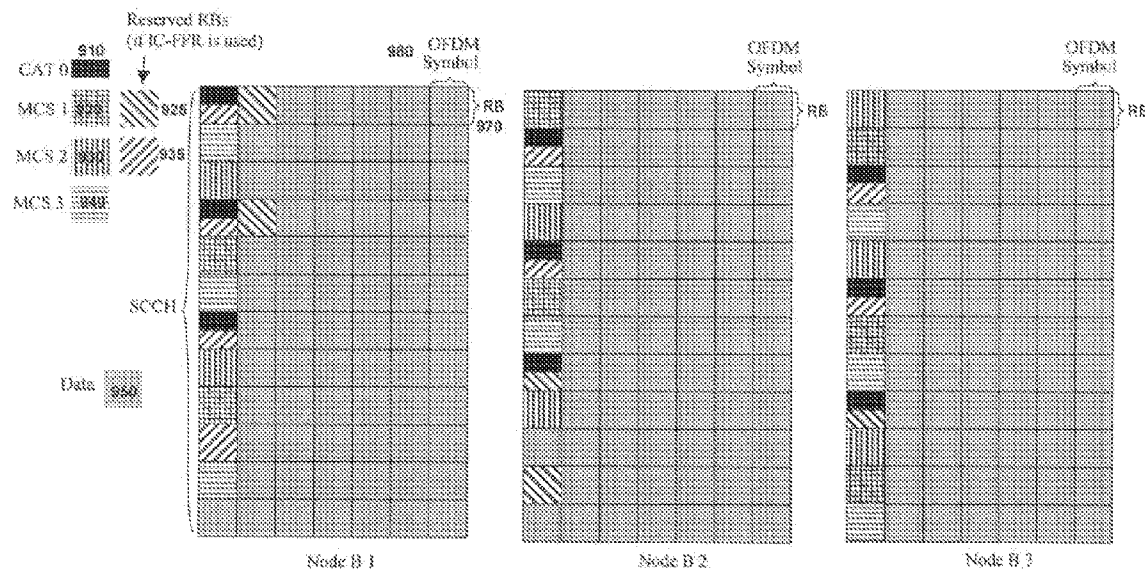 Reserved RBs
(if IC-FFR is used)
910
CAT 0
MCS 1
925
MCS 2
930
935
MCS 3
940
SCCH
Data
950
960
OFDM
Symbol
RB
970
Node B 1
OFDM
Symbol
RB
Node B 2
OFDM
Symbol
RB
Node B 3